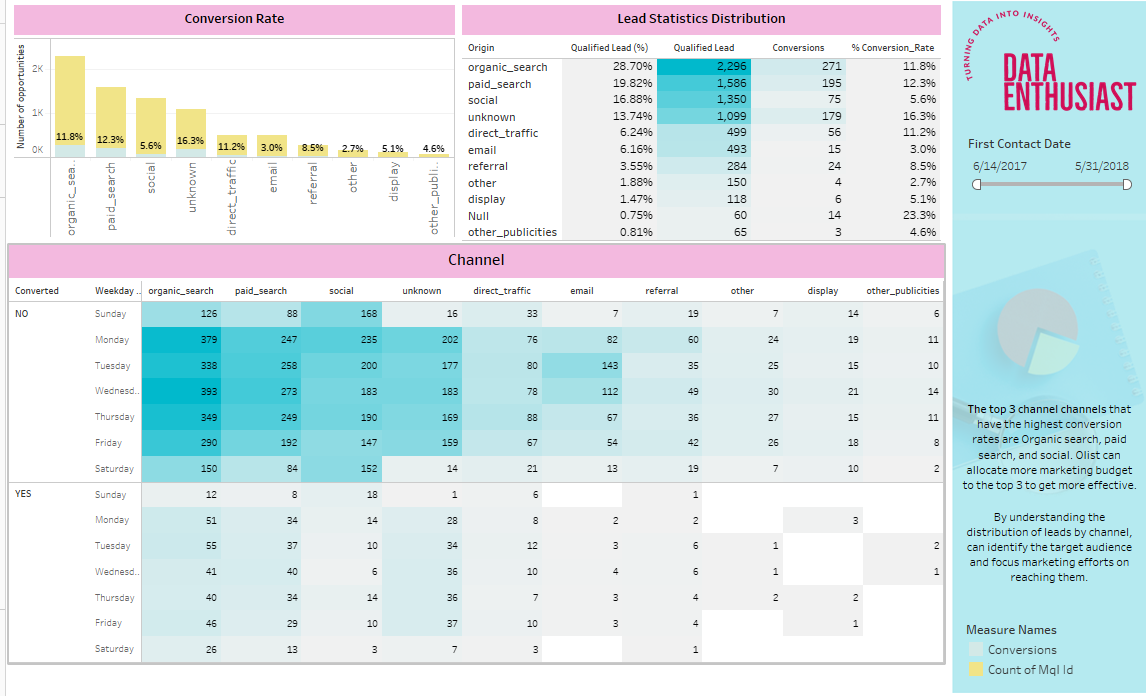 Conversion Rate
Number of opportunities
2K
1K
0K
11.8% 12.3% 5.6% 16.3% 11.2% 3.0% 8.5% 2.7% 5.1% 4.6%
organic_sea.. paid_search social unknown direct_traffic email referral other display other_publi..
Lead Statistics Distribution
Origin Qualified Lead (%) Qualified Lead Conversions % Conversion_Rate
organic_search 28.70% 2,296 271 11.8%
paid_search 19.82% 1,586 195 12.3%
social 16.88% 1,350 75 5.6%
unknown 13.74% 1,099 179 16.3%
direct_traffic 6.24% 499 56 11.2%
email 6.16% 493 15 3.0%
referral 3.55% 284 24 8.5%
other 1.88% 150 4 2.7%
display 1.47% 118 6 5.1%
Null 0.75% 60 14 23.3%
other_publicities 0.81% 65 3 4.6%
Channel
Converted Weekday .. organic_search paid_search social unknown direct_traffic email referral other display other_publicities
NO Sunday 126 88 168 16 33 7 19 7 14 6
Monday 379 247 235 202 76 82 60 24 19 11
Tuesday 338 258 200 177 80 143 35 25 15 10
Wednesd.. 393 273 183 183 78 112 49 30 21 14
Thursday 349 249 190 169 88 67 36 27 15 11
Friday 290 192 147 159 67 54 42 26 18 8
Saturday 150 84 152 14 21 13 19 7 10 2
YES Sunday 12 8 18 1 6 1
Monday 51 34 14 28 8 2 2 3
Tuesday 55 37 10 34 12 3 6 1 2
Wednesd.. 41 40 6 36 10 4 6 1 1
Thursday 40 34 14 36 7 3 4 2 2
Friday 46 29 10 37 10 3 4 1
Saturday 26 13 3 7 3 1
TURNING DATA INTO INSIGHTS
DATA
ENTHUSIAST
First Contact Date
6/14/2017 5/31/2018
The top 3 channel channels that
have the highest conversion
rates are Organic search, paid
search, and social. Olist can
allocate more marketing budget
to the top 3 to get more effective.
By understanding the
distribution of leads by channel,
can identify the target audience
and focus marketing efforts on
reaching them.
Measure Names
Conversions
Count of Mql Id